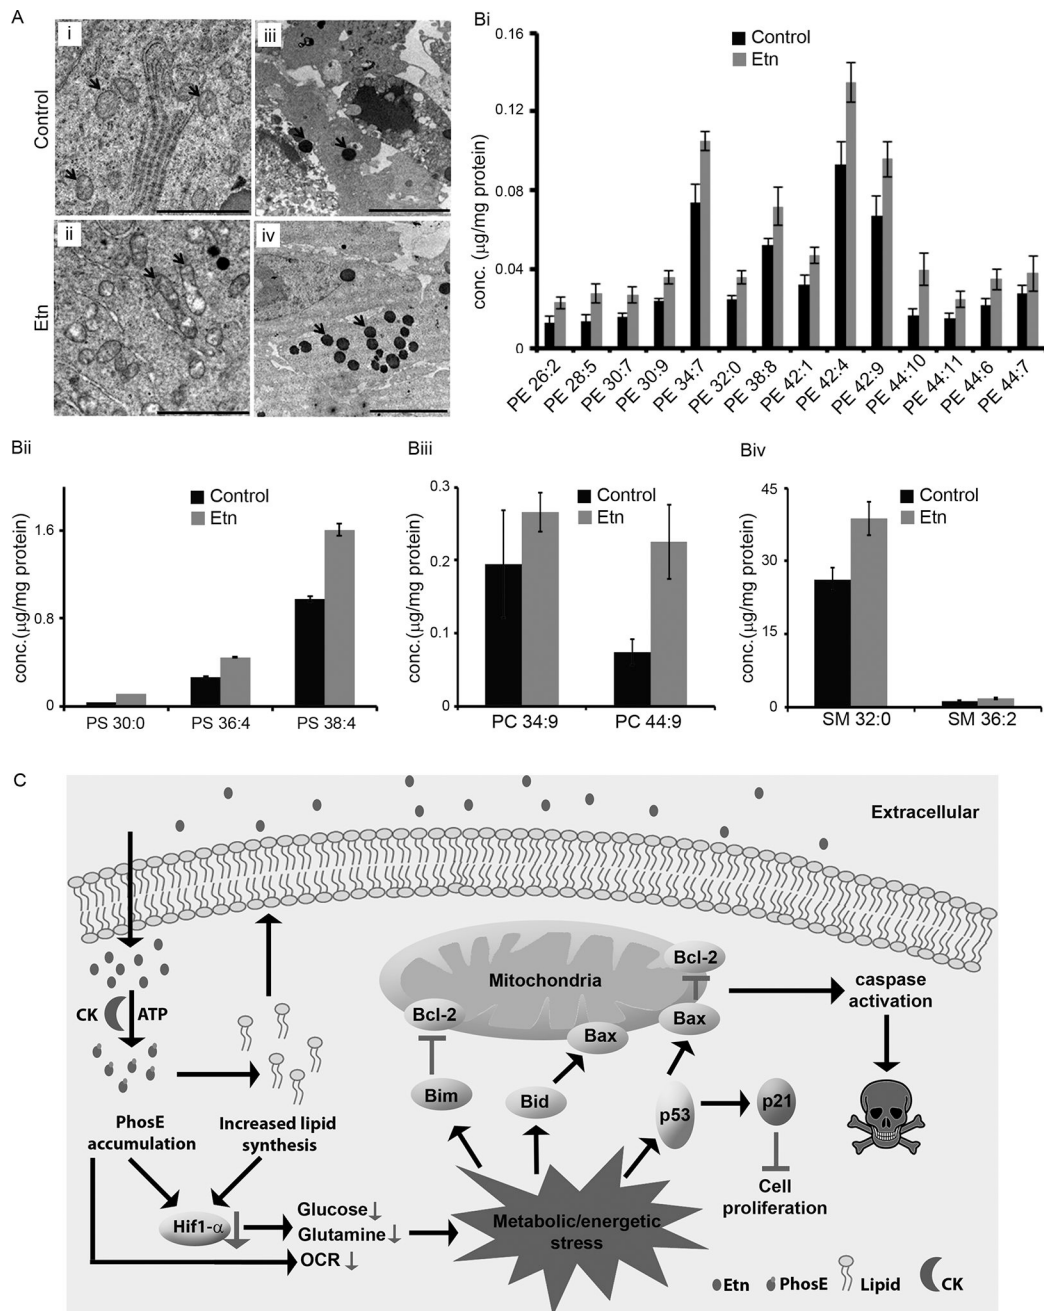 A
i
iii
Control
ii
iv
Etn
Bi
Control
Etn
conc. (µg/mg protein)
0.16
0.12
0.08
0.04
0
PE 26:2
PE 28:5
PE 30:7
PE 30:9
PE 34:7
PE 32:0
PE 38:8
PE 42:1
PE 42:4
PE 42:9
PE 44:10
PE 44:11
PE 44:6
PE 44:7
Bii
Control
Etn
conc.(µg/mg protein)
1.6
0.8
0
PS 30:0
PS 36:4
PS 38:4
Biii
Control
Etn
conc.(µg/mg protein)
0.3
0.2
0.1
0
PC 34:9
PC 44:9
Biv
Control
Etn
conc.(µg/mg protein)
45
30
15
0
SM 32:0
SM 36:2
C
Extracellular
CK
ATP
PhosE
accumulation
Increased lipid
synthesis
Hif1-α
Glucose
Glutamine
OCR
Mitochondria
Bcl-2
Bcl-2
Bax
Bax
Bim
Bid
p53
p21
Cell
proliferation
caspase
activation
Metabolic/energetic
stress
Etn
PhosE
Lipid
CK